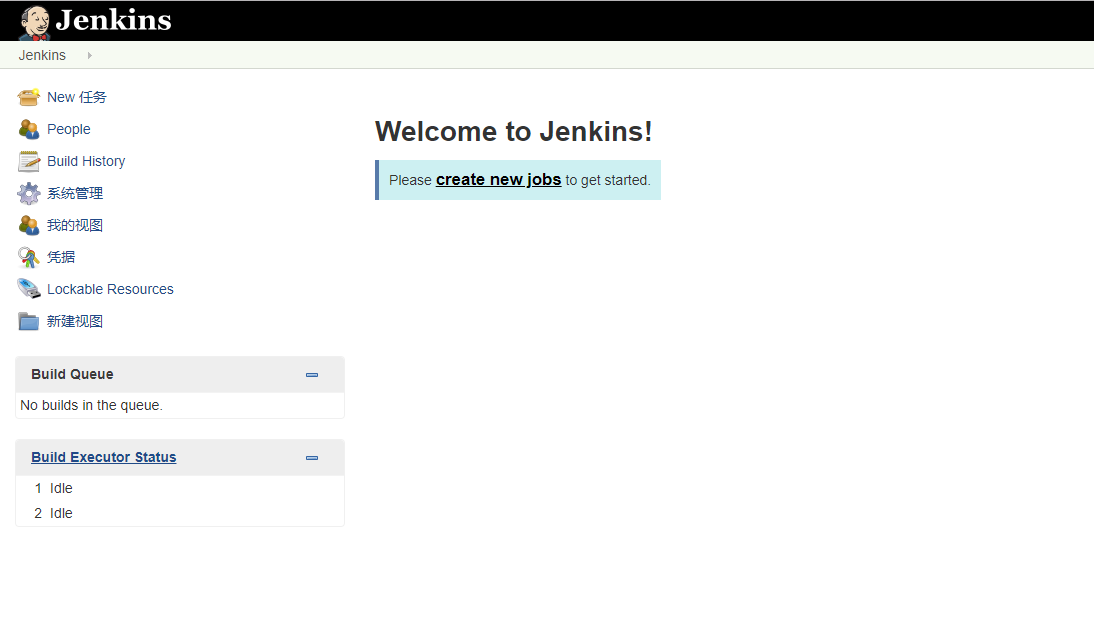 Jenkins
Jenkins
New 任务
People
Build History
系统管理
我的视图
凭据
Lockable Resources
新建视图
Build Queue
No builds in the queue.
Build Executor Status
1 Idle
2 Idle
Welcome to Jenkins!
Please create new jobs to get started.